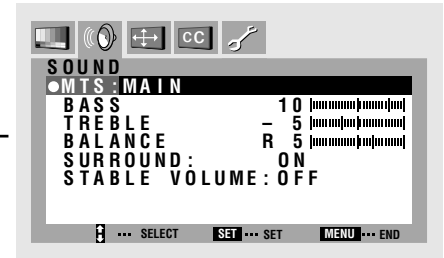 CC
SOUND
●MTS:MAIN
BASS 10
TREBLE – 5
BALANCE R 5
SURROUND: ON
STABLE VOLUME:OFF
··· SELECT SET ··· SET MENU ··· END